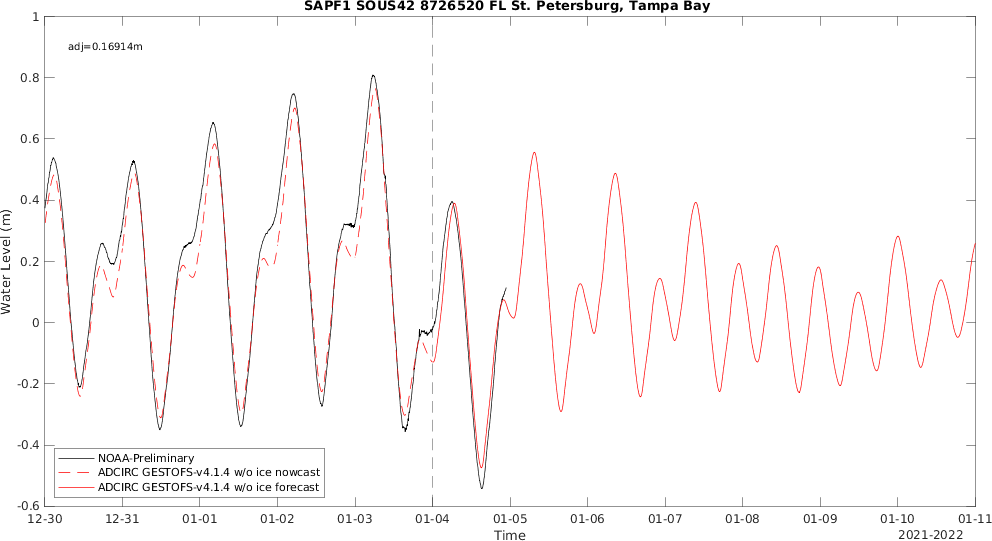 SAPF1 SOUS42 8726520 FL St. Petersburg, Tampa Bay
adj=0.16914m
Water Level (m)
1
0.8
0.6
0.4
0.2
0
-0.2
-0.4
-0.6
NOAA-Preliminary
ADCIRC GESTOFS-v4.1.4 w/o ice nowcast
ADCIRC GESTOFS-v4.1.4 w/o ice forecast
12-30 12-31 01-01 01-02 01-03 01-04 01-05 01-06 01-07 01-08 01-09 01-10 01-11
Time
2021-2022